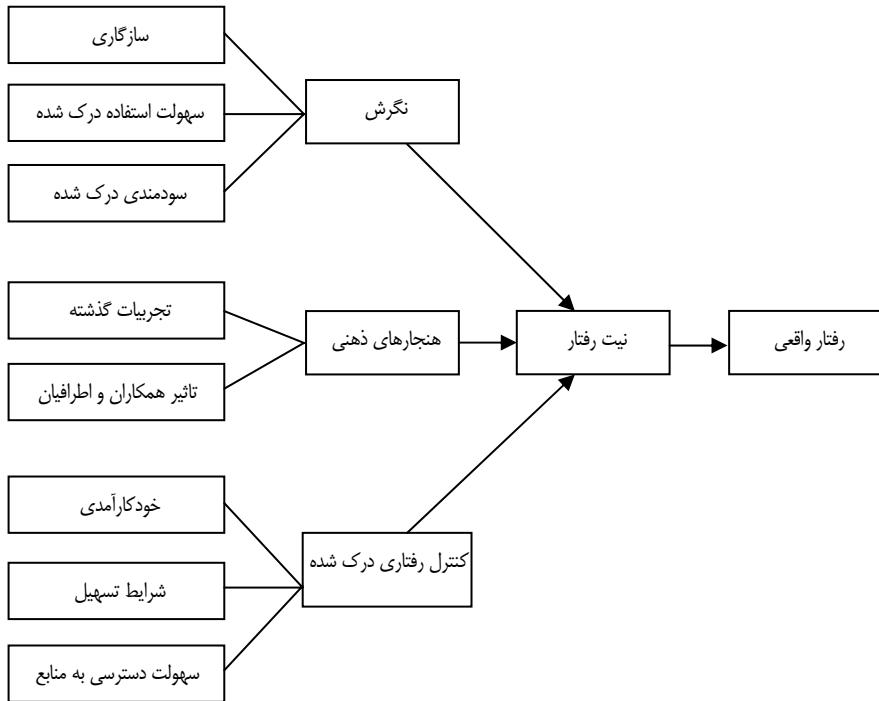 سازگاری
سهولت استفاده درک شده
سودمندی درک شده
نگرش
تجربیات گذشته
تاثیر همکاران و اطرافیان
هنجارهای ذهنی
نیت رفتار
رفتار واقعی
خودکارآمدی
شرایط تسهیل
سهولت دسترسی به منابع
کنترل رفتاری درک شده